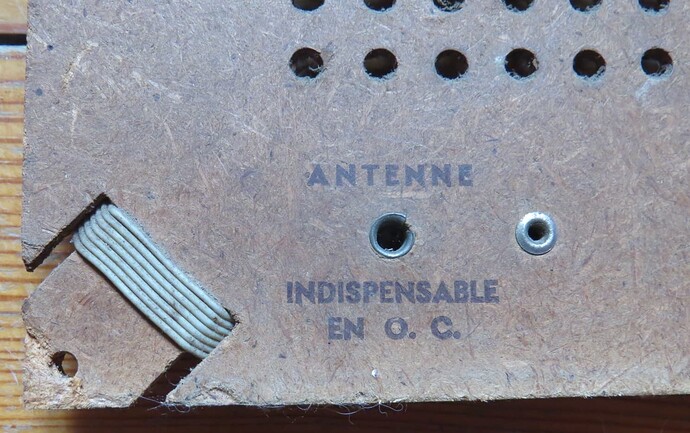 ANTENNE
INDISPENSABLE
EN O. C.